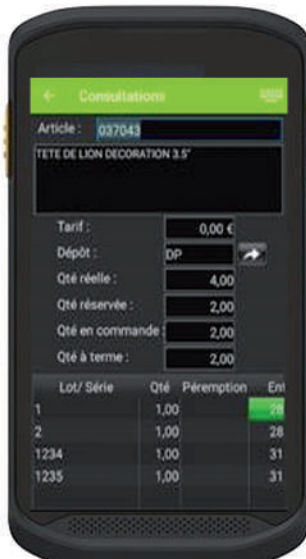 Consultations
Article : 037043
TETE DE LION DECORATION 3.5"
Tarif : 0,00 €
Dépôt : DP
Qté réelle : 4,00
Qté réservée : 2,00
Qté en commande : 2,00
Qté à terme : 2,00
Lot/ Série Qté Péremption Ent
1 1,00 28
2 1,00 28
1234 1,00 31
1235 1,00 31